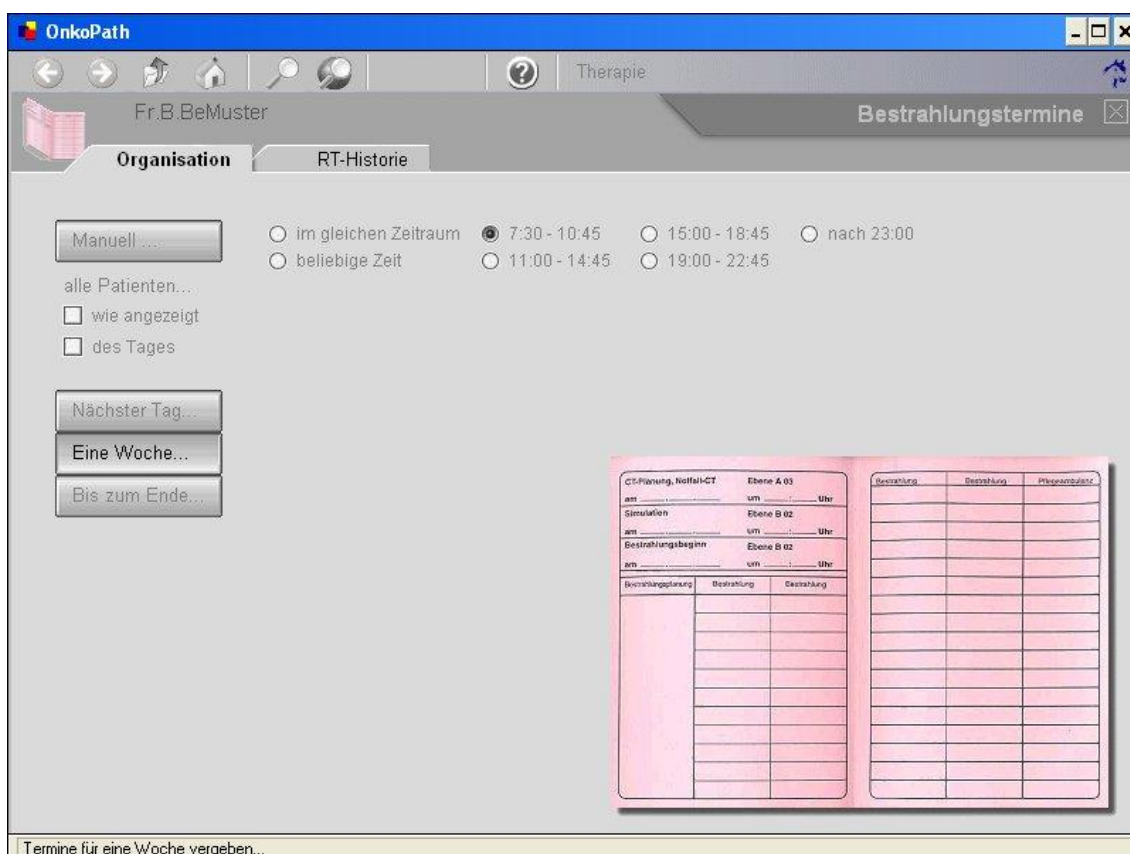 OnkoPath
Therapie
Fr.B.BeMuster
Bestrahlungstermine
Organisation RT-Historie
Manuell ...
im gleichen Zeitraum 7:30 - 10:45 15:00 - 18:45 nach 23:00
beliebige Zeit 11:00 - 14:45 19:00 - 22:45
alle Patienten...
wie angezeigt
des Tages
Nächster Tag...
Eine Woche...
Bis zum Ende...
CT-Planung, Notfall-CT Ebene A 03
am um : Uhr
Simulation Ebene B 02
am um : Uhr
Bestrahlungsbeginn Ebene B 02
am um : Uhr
Bestrahlungsplanung Bestrahlung Bestrahlung
Bestrahlung Bestrahlung Pflegeambulanz
Termine für eine Woche vergeben...